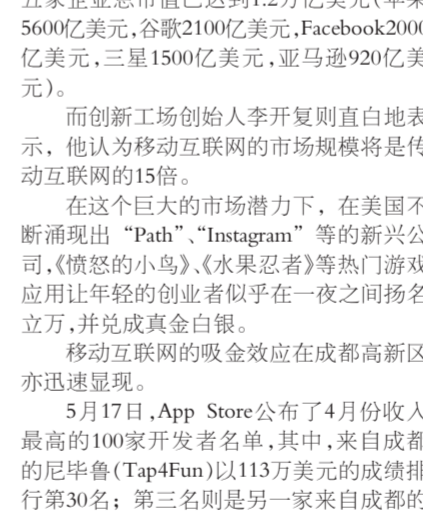 五家企业总市值已达到1.2万亿美元(苹果
5600亿美元,谷歌2100亿美元,Facebook2000
亿美元,三星1500亿美元,亚马逊920亿美
元)。
而创新工场创始人李开复则直白地表
示，他认为移动互联网的市场规模将是传
动互联网的15倍。
在这个巨大的市场潜力下，在美国不
断涌现出“Path”、“Instagram”等的新兴公
司,《愤怒的小鸟》、《水果忍者》等热门游戏
应用让年轻的创业者似乎在一夜之间扬名
立万,并兑成真金白银。
移动互联网的吸金效应在成都高新区
亦迅速显现。
5月17日,App Store公布了4月份收入
最高的100家开发者名单,其中,来自成都
的尼毕鲁(Tap4Fun)以113万美元的成绩排
行第30名；第三名则是另一家来自成都的